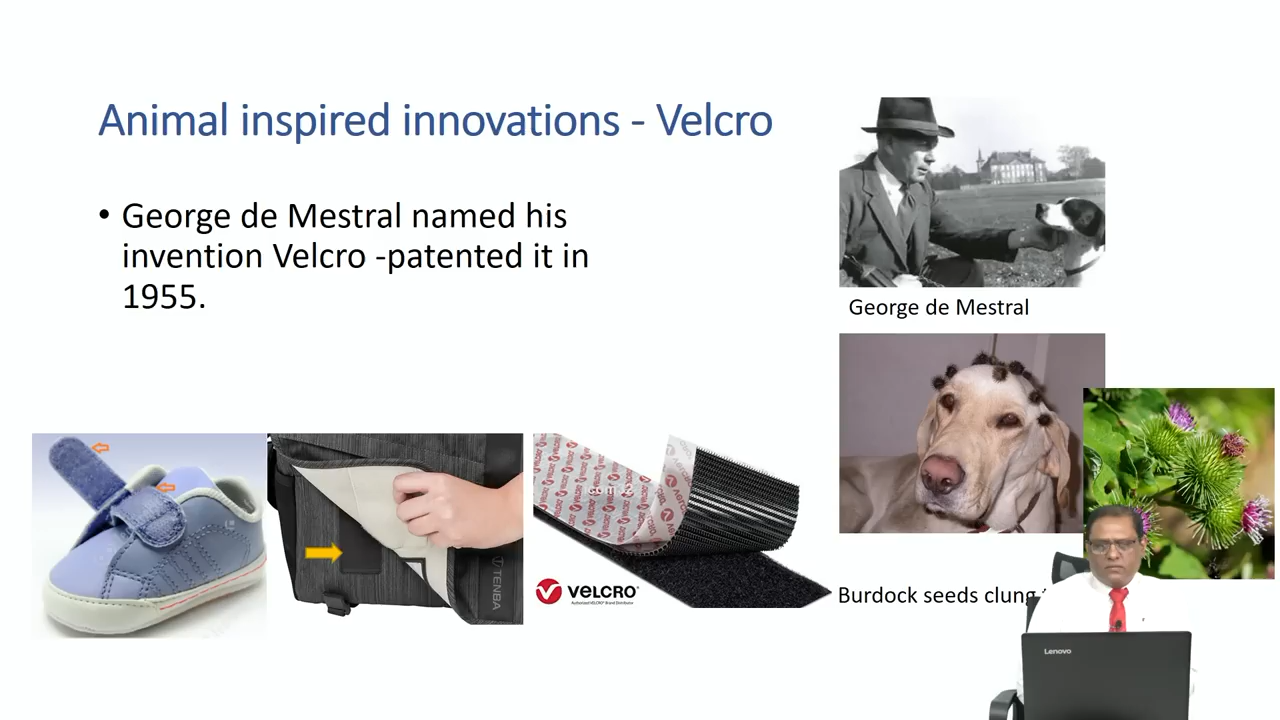 Animal inspired innovations - Velcro
• George de Mestral named his
invention Velcro -patented it in
1955.
George de Mestral
TENBA
VELCRO®
Burdock seeds clung
Lenovo